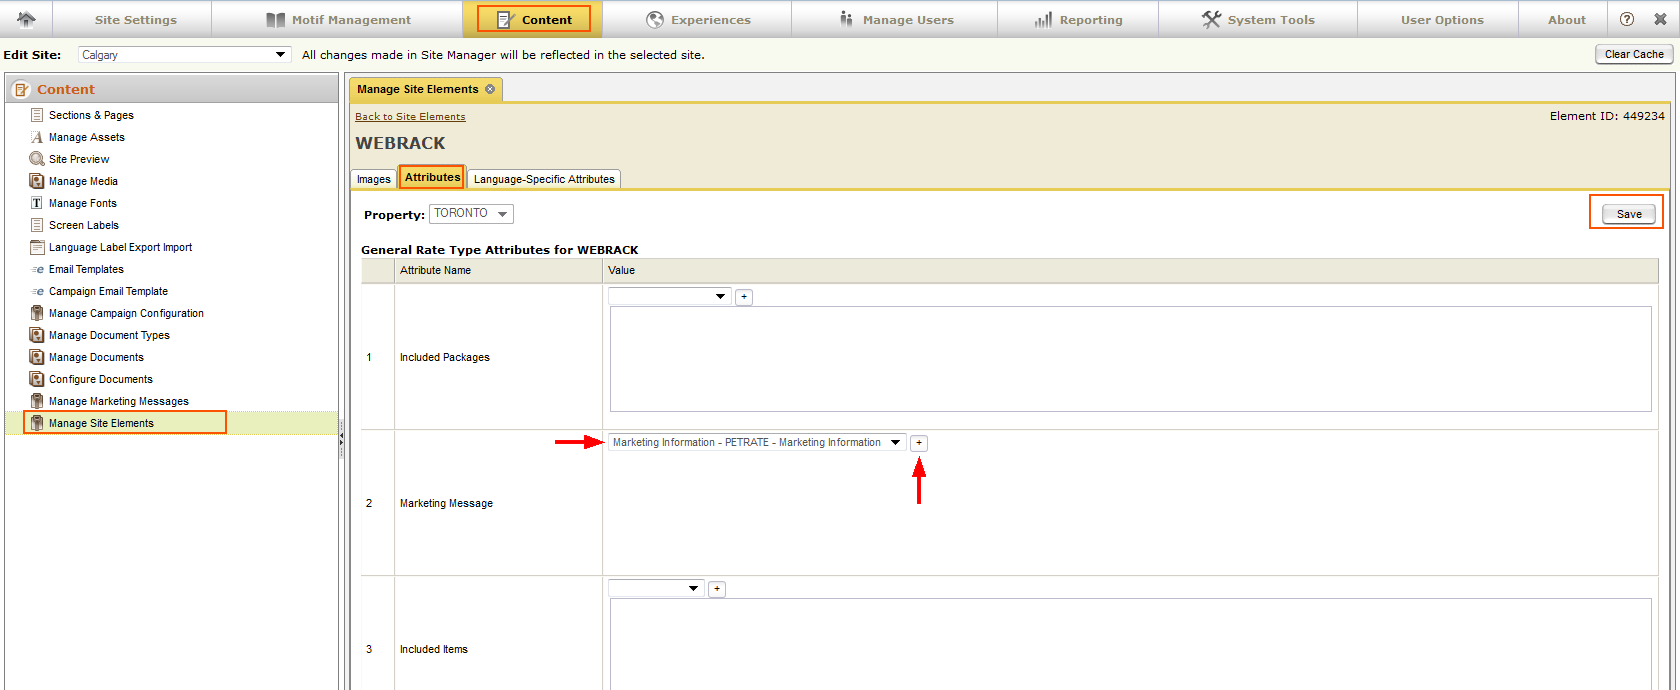 Site Settings
Motif Management
Content
Experiences
Manage Users
Reporting
System Tools
User Options
About
?
Edit Site:
Calgary
All changes made in Site Manager will be reflected in the selected site.
Clear Cache
Content
Sections & Pages
Manage Assets
Site Preview
Manage Media
Manage Fonts
Screen Labels
Language Label Export Import
Email Templates
Campaign Email Template
Manage Campaign Configuration
Manage Document Types
Manage Documents
Configure Documents
Manage Marketing Messages
Manage Site Elements
Manage Site Elements
Back to Site Elements
Element ID: 449234
WEBRACK
Images
Attributes
Language-Specific Attributes
Property:
TORONTO
Save
General Rate Type Attributes for WEBRACK
Attribute Name
Value
+
1
Included Packages
Marketing Information - PETRATE - Marketing Information
+
2
Marketing Message
+
3
Included Items